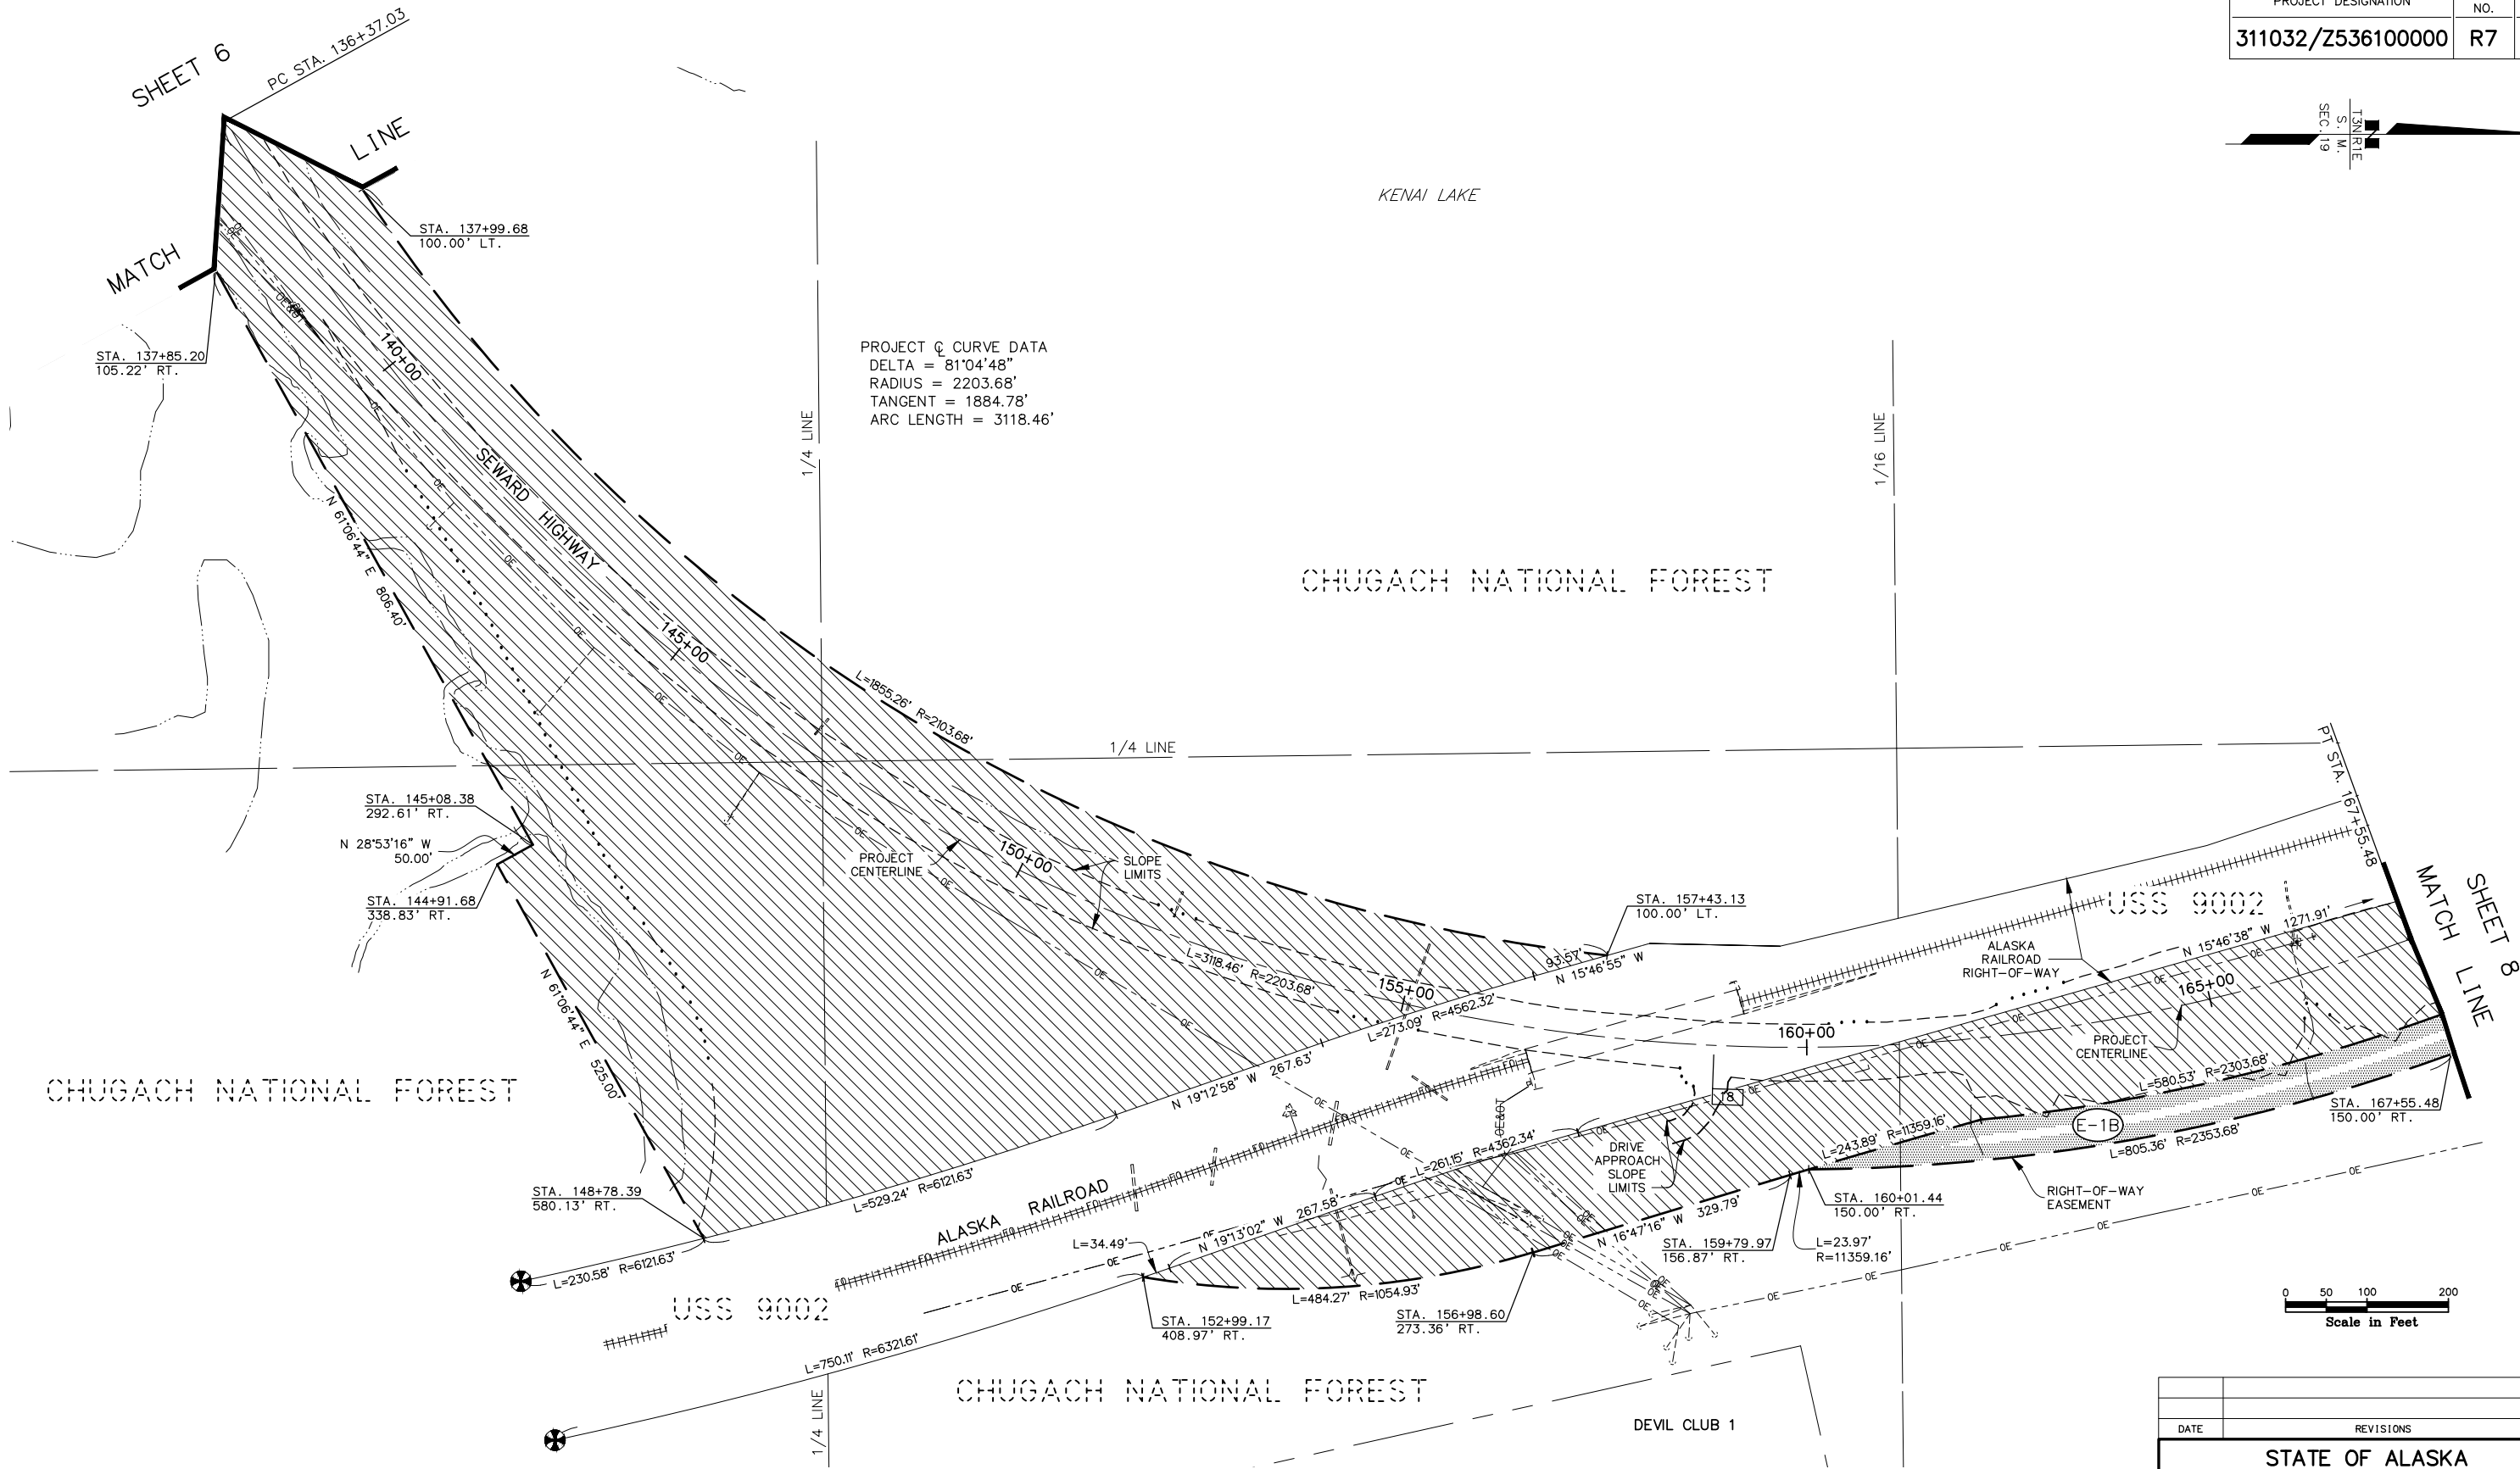 PROJECT DESIGNATION
NO.
311032/Z536100000
R7
T3N R1E
S. M.
SEC. 19
N
SHEET 6
PC STA. 136+37.03
LINE
MATCH
STA. 137+99.68
100.00' LT.
STA. 137+85.20
105.22' RT.
KENAI LAKE
PROJECT ℄ CURVE DATA
DELTA = 81°04'48"
RADIUS = 2203.68'
TANGENT = 1884.78'
ARC LENGTH = 3118.46'
1/4 LINE
1/16 LINE
140+00
OE
OE&OT
SEWARD HIGHWAY
N 61°06'44" E 806.40'
CHUGACH NATIONAL FOREST
145+00
L=1855.26' R=2103.68'
1/4 LINE
PT STA. 167+55.48
STA. 145+08.38
292.61' RT.
N 28°53'16" W
50.00'
STA. 144+91.68
338.83' RT.
PROJECT
CENTERLINE
150+00
SLOPE
LIMITS
STA. 157+43.13
100.00' LT.
USS 9002
MATCH LINE
SHEET 8
ALASKA
RAILROAD
RIGHT-OF-WAY
N 15°46'38" W 1271.91'
93.57'
N 15°46'55" W
L=3118.46' R=2203.68'
155+00
L=273.09' R=4562.32'
165+00
160+00
PROJECT
CENTERLINE
N 61°06'44" E 525.00'
CHUGACH NATIONAL FOREST
N 19°12'58" W 267.63'
OE&OT
18
L=580.53' R=2303.68'
E-1B
STA. 167+55.48
150.00' RT.
L=243.89' R=11359.16'
L=805.36' R=2353.68'
DRIVE
APPROACH
SLOPE
LIMITS
L=261.15' R=4362.34'
STA. 148+78.39
580.13' RT.
L=529.24' R=6121.63'
ALASKA RAILROAD
FO
L=34.49'
N 19°13'02" W 267.58'
N 16°47'16" W 329.79'
STA. 160+01.44
150.00' RT.
RIGHT-OF-WAY
EASEMENT
STA. 159+79.97
156.87' RT.
L=23.97'
R=11359.16'
L=230.58' R=6121.63'
USS 9002
L=484.27' R=1054.93'
STA. 152+99.17
408.97' RT.
STA. 156+98.60
273.36' RT.
0 50 100 200
Scale in Feet
L=750.11' R=6321.61'
CHUGACH NATIONAL FOREST
1/4 LINE
DEVIL CLUB 1
DATE
REVISIONS
STATE OF ALASKA